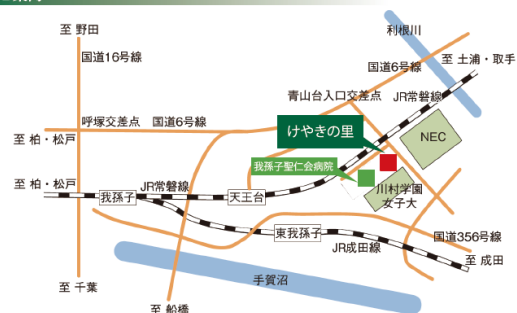 至 野田
利根川
国道16号線
国道6号線
至 土浦・取手
青山台入口交差点
JR常磐線
呼塚交差点 国道6号線
けやきの里
NEC
至 柏・松戸
我孫子聖仁会病院
至 柏・松戸
JR常磐線
我孫子
天王台
川村学園
女子大
東我孫子
国道356号線
JR成田線
至 成田
手賀沼
至 千葉
至 船橋